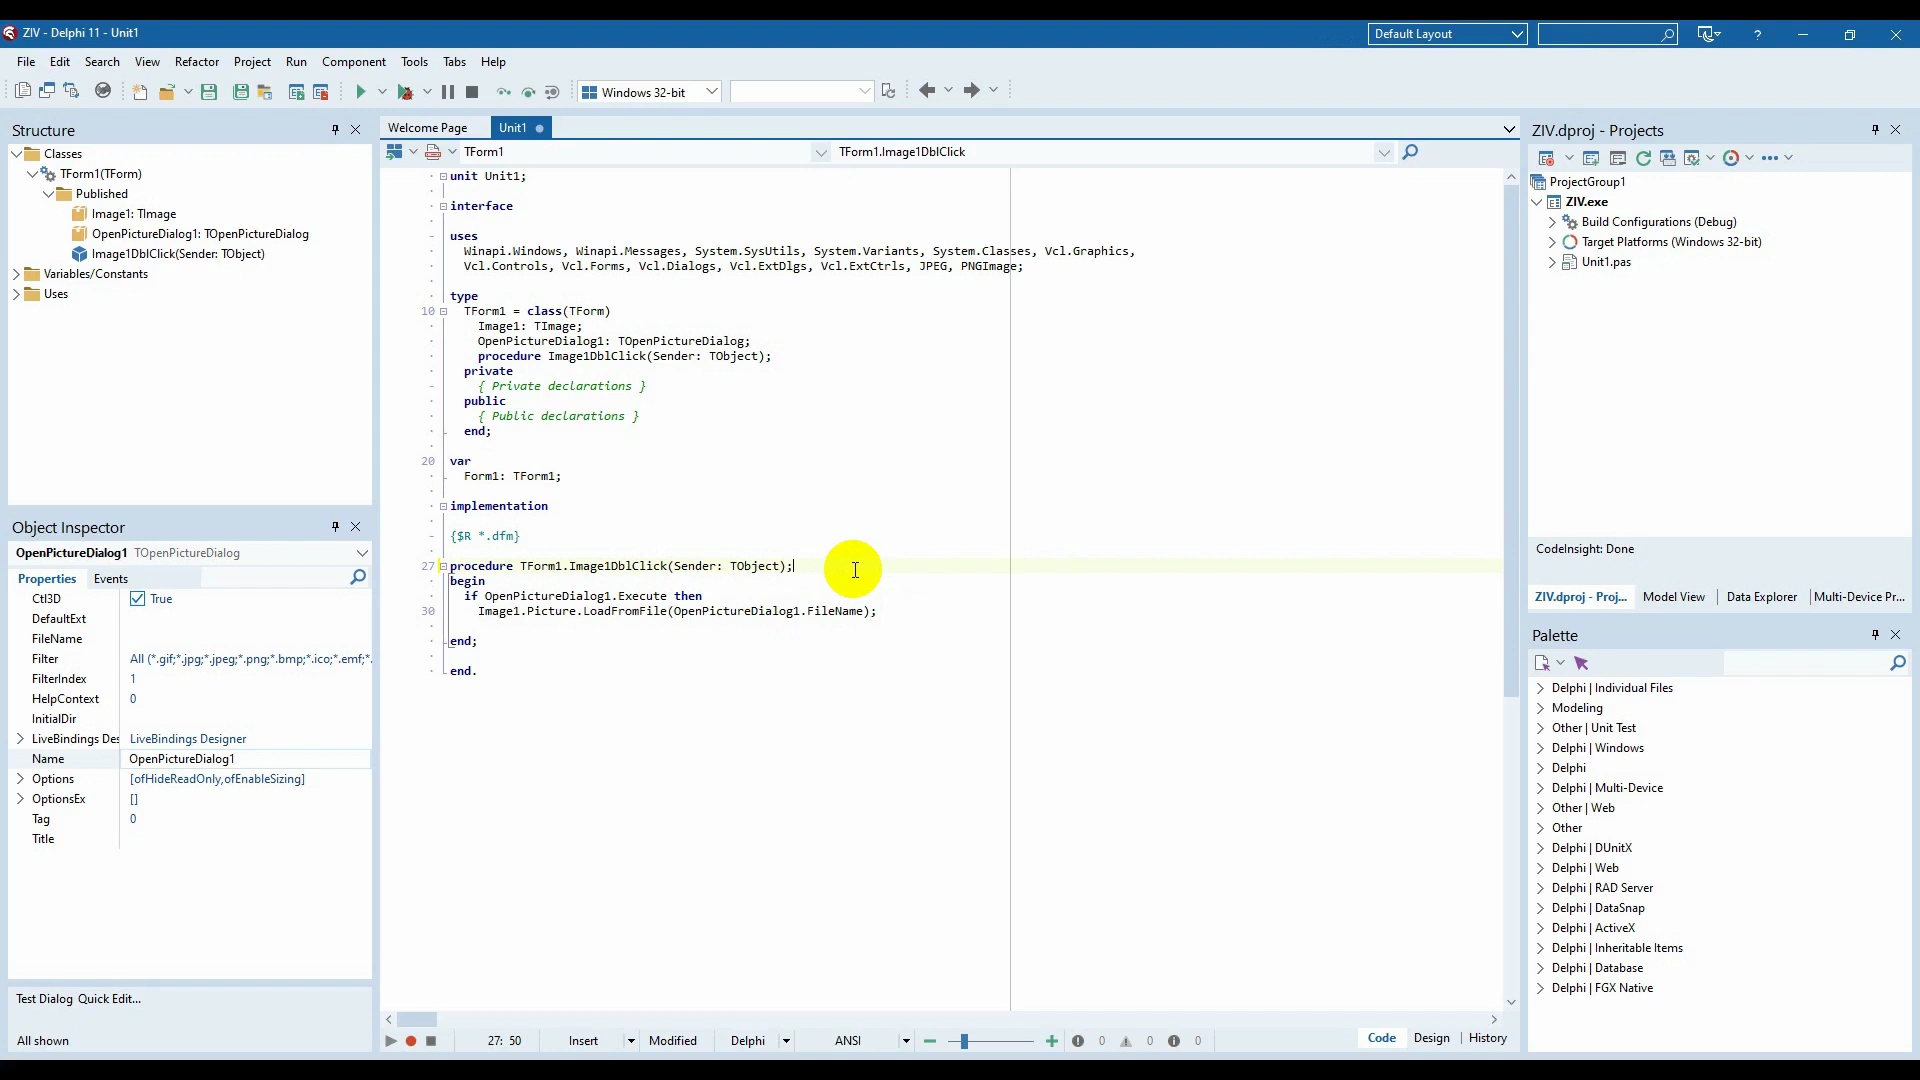 ZIV - Delphi 11 - Unit1
Default Layout
File Edit Search View Refactor Project Run Component Tools Tabs Help
Windows 32-bit
Structure
Classes
TForm1(TForm)
Published
Image1: TImage
OpenPictureDialog1: TOpenPictureDialog
Image1DblClick(Sender: TObject)
Variables/Constants
Uses
Object Inspector
OpenPictureDialog1 TOpenPictureDialog
Properties Events
Ctl3D True
DefaultExt
FileName
Filter All (*.gif;*.jpg;*.jpeg;*.png;*.bmp;*.ico;*.emf;*.
FilterIndex 1
HelpContext 0
InitialDir
LiveBindings Des LiveBindings Designer
Name OpenPictureDialog1
Options [ofHideReadOnly,ofEnableSizing]
OptionsEx []
Tag 0
Title
Test Dialog Quick Edit...
All shown
Welcome Page Unit1
TForm1 TForm1.Image1DblClick
unit Unit1;
interface
uses
Winapi.Windows, Winapi.Messages, System.SysUtils, System.Variants, System.Classes, Vcl.Graphics,
Vcl.Controls, Vcl.Forms, Vcl.Dialogs, Vcl.ExtDlgs, Vcl.ExtCtrls, JPEG, PNGImage;
type
10 TForm1 = class(TForm)
Image1: TImage;
OpenPictureDialog1: TOpenPictureDialog;
procedure Image1DblClick(Sender: TObject);
private
{ Private declarations }
public
{ Public declarations }
end;
20 var
Form1: TForm1;
implementation
{$R *.dfm}
27 procedure TForm1.Image1DblClick(Sender: TObject);
begin
if OpenPictureDialog1.Execute then
30 Image1.Picture.LoadFromFile(OpenPictureDialog1.FileName);
end;
end.
27: 50 Insert Modified Delphi ANSI 0 0 0 Code Design History
ZIV.dproj - Projects
ProjectGroup1
ZIV.exe
Build Configurations (Debug)
Target Platforms (Windows 32-bit)
Unit1.pas
CodeInsight: Done
ZIV.dproj - Proj... Model View Data Explorer Multi-Device Pr...
Palette
Delphi | Individual Files
Modeling
Other | Unit Test
Delphi | Windows
Delphi
Delphi | Multi-Device
Other | Web
Other
Delphi | DUnitX
Delphi | Web
Delphi | RAD Server
Delphi | DataSnap
Delphi | ActiveX
Delphi | Inheritable Items
Delphi | Database
Delphi | FGX Native